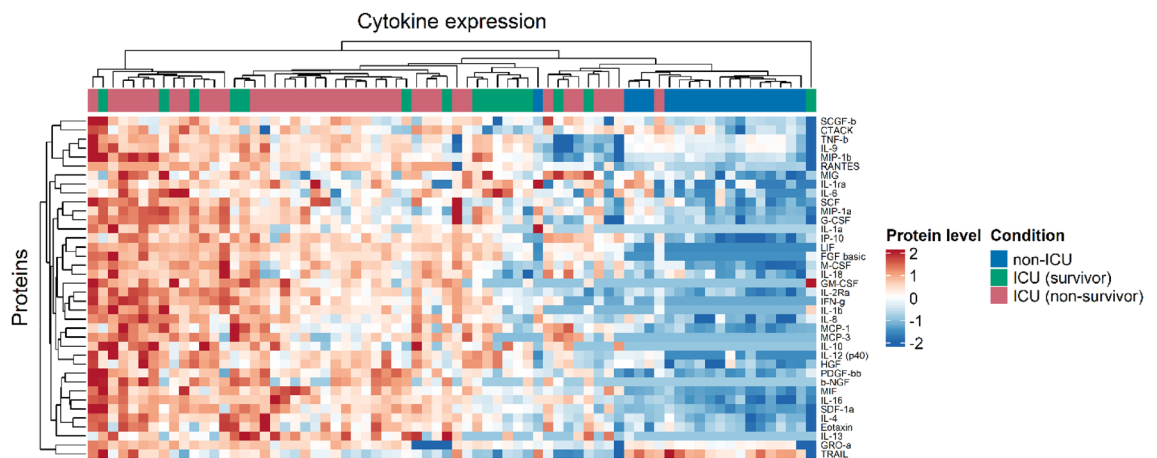 Cytokine expression
Proteins
SCGF-b
CTACK
TNF-b
IL-9
MIP-1b
RANTES
MIG
IL-1ra
IL-6
SCF
MIP-1a
G-CSF
IL-1a
IP-10
LIF
FGF basic
M-CSF
IL-18
GM-CSF
IL-2Ra
IFN-g
IL-1b
IL-8
MCP-1
MCP-3
IL-10
IL-12 (p40)
HGF
PDGF-bb
b-NGF
MIF
IL-16
SDF-1a
IL-4
Eotaxin
IL-13
GRO-a
TRAIL
Protein level
2
1
0
-1
-2
Condition
non-ICU
ICU (survivor)
ICU (non-survivor)